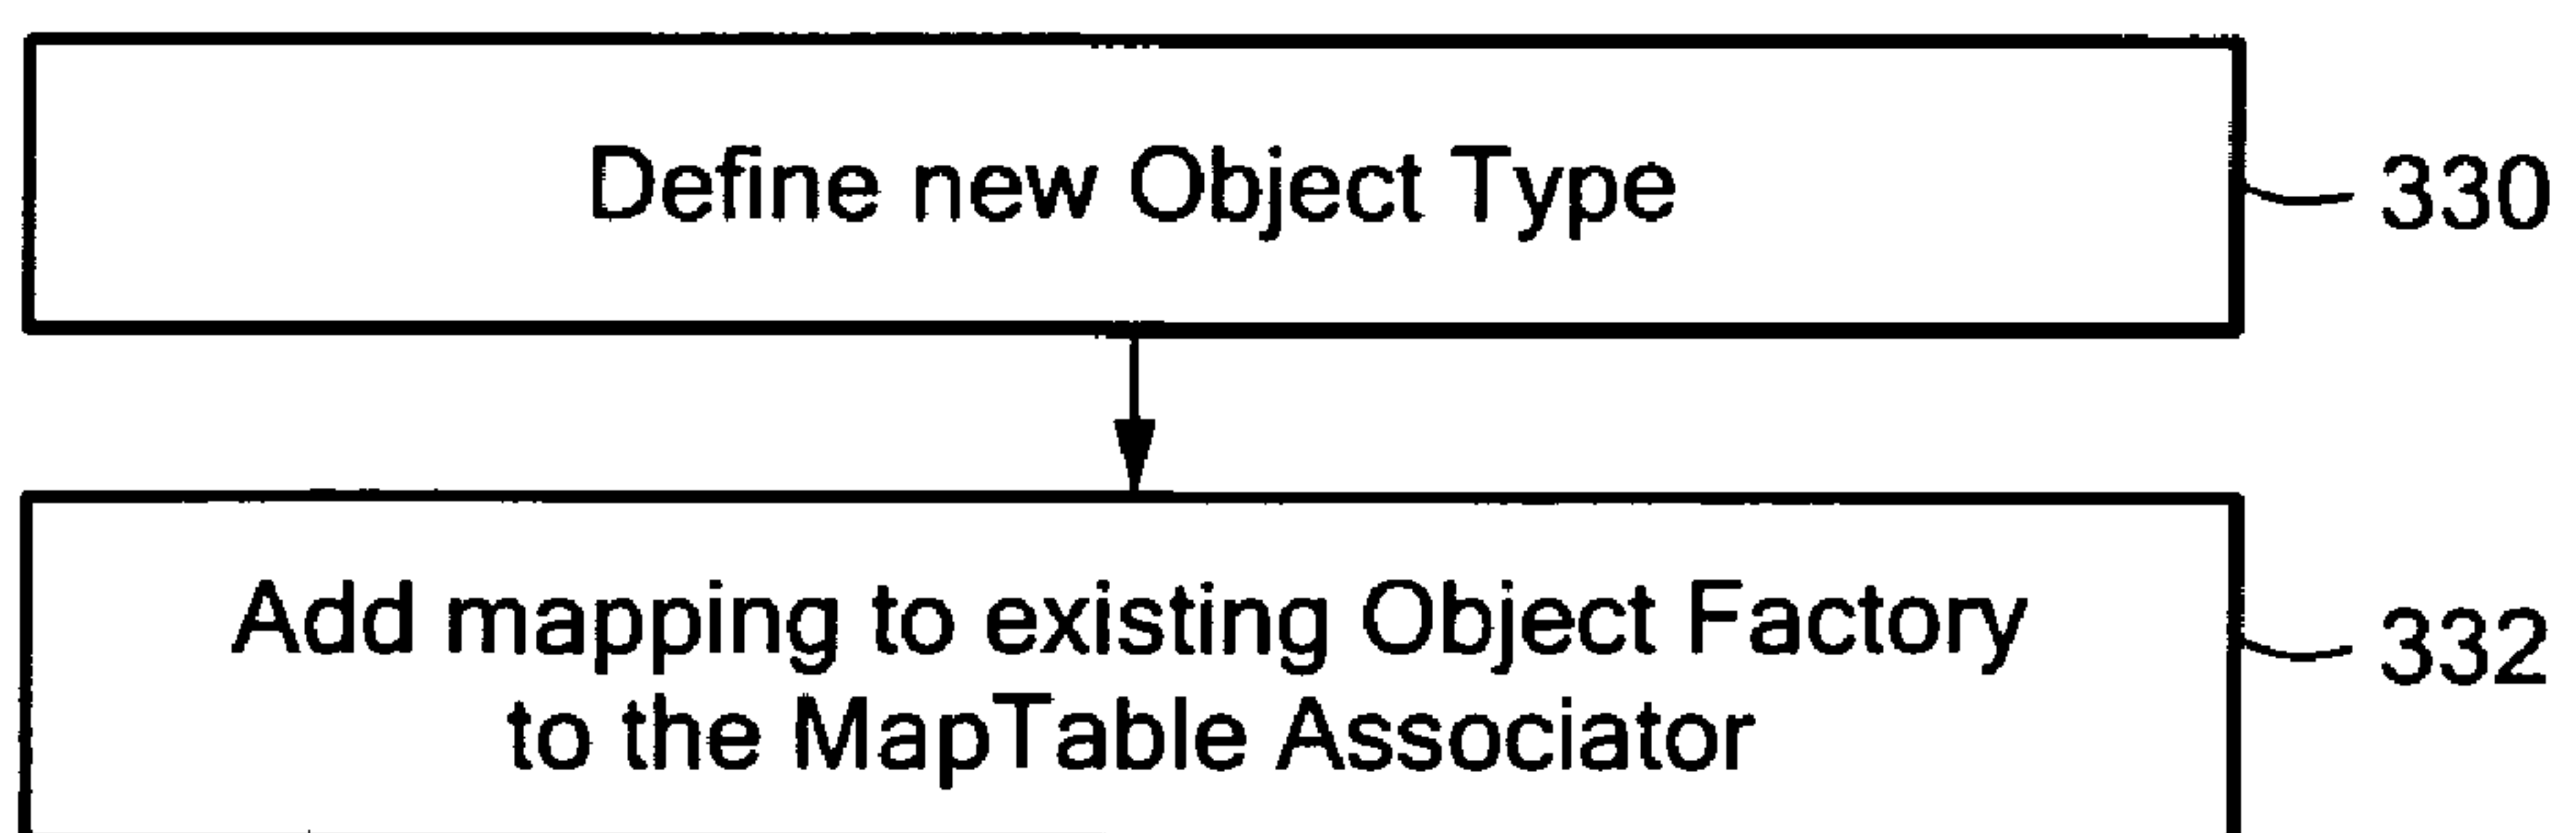 Define new Object Type
330
Add mapping to existing Object Factory
to the MapTable Associator
332